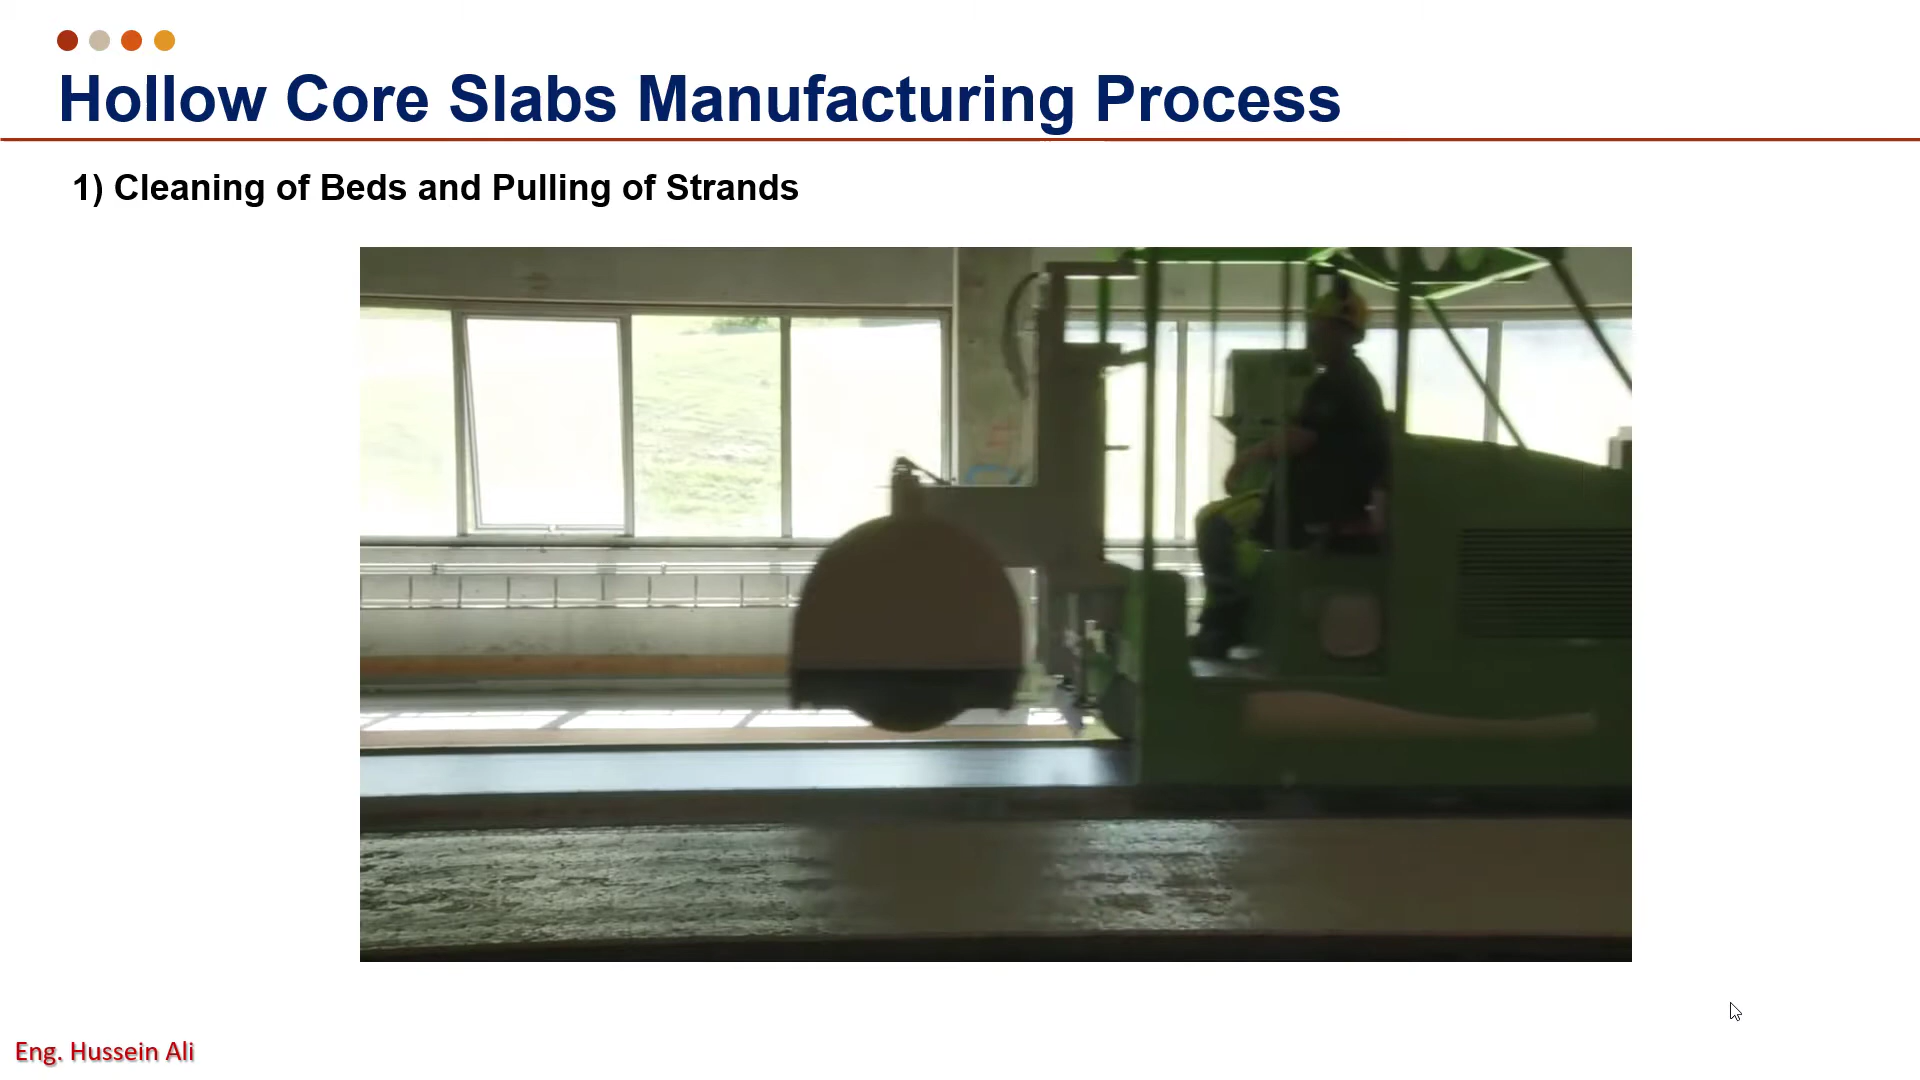 Hollow Core Slabs Manufacturing Process
1) Cleaning of Beds and Pulling of Strands
Eng. Hussein Ali